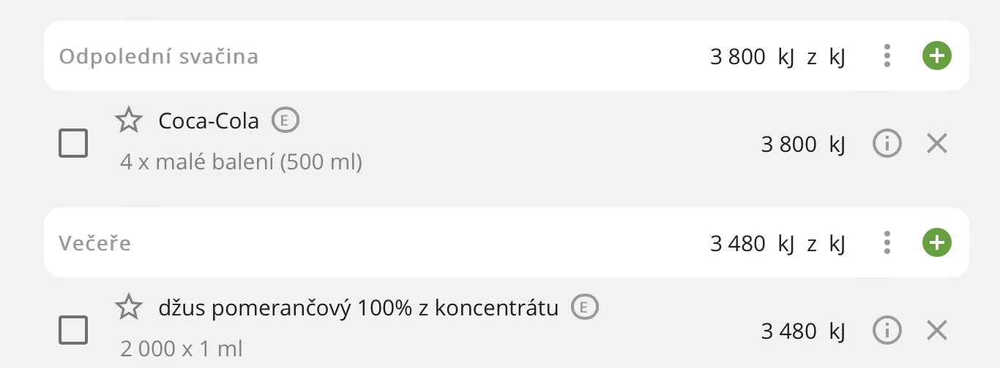 Odpolední svačina 3 800 kJ z kJ
Coca-Cola E
4 x malé balení (500 ml)
3 800 kJ
Večeře 3 480 kJ z kJ
džus pomerančový 100% z koncentrátu E
2 000 x 1 ml
3 480 kJ